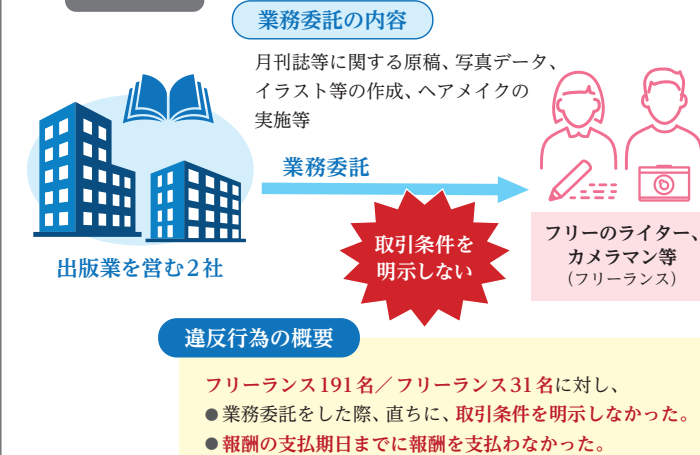 業務委託の内容
月刊誌等に関する原稿、写真データ、
イラスト等の作成、ヘアメイクの
実施等
業務委託
取引条件を
明示しない
出版業を営む2社
フリーのライター、
カメラマン等
(フリーランス)
違反行為の概要
フリーランス191名／フリーランス31名に対し、
●業務委託をした際、直ちに、取引条件を明示しなかった。
●報酬の支払期日までに報酬を支払わなかった。